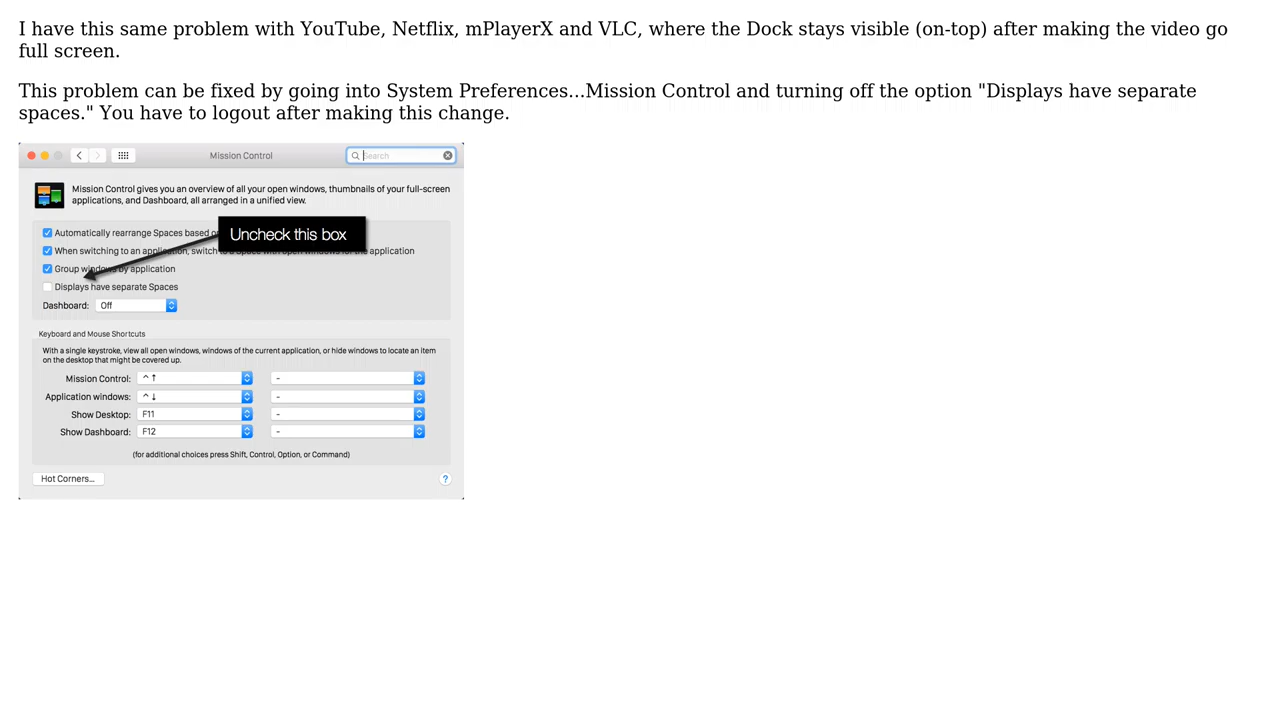 I have this same problem with YouTube, Netflix, mPlayerX and VLC, where the Dock stays visible (on-top) after making the video go
full screen.
This problem can be fixed by going into System Preferences...Mission Control and turning off the option "Displays have separate
spaces." You have to logout after making this change.
Mission Control
Search
Mission Control gives you an overview of all your open windows, thumbnails of your full-screen
applications, and Dashboard, all arranged in a unified view.
Automatically rearrange Spaces based
Uncheck this box
When switching to an application, switch to a Space with open windows for the application
Group windows by application
Displays have separate Spaces
Dashboard: Off
Keyboard and Mouse Shortcuts
With a single keystroke, view all open windows, windows of the current application, or hide windows to locate an item
on the desktop that might be covered up.
Mission Control: ^↑ -
Application windows: ^↓ -
Show Desktop: F11 -
Show Dashboard: F12 -
(for additional choices press Shift, Control, Option, or Command)
Hot Corners... ?